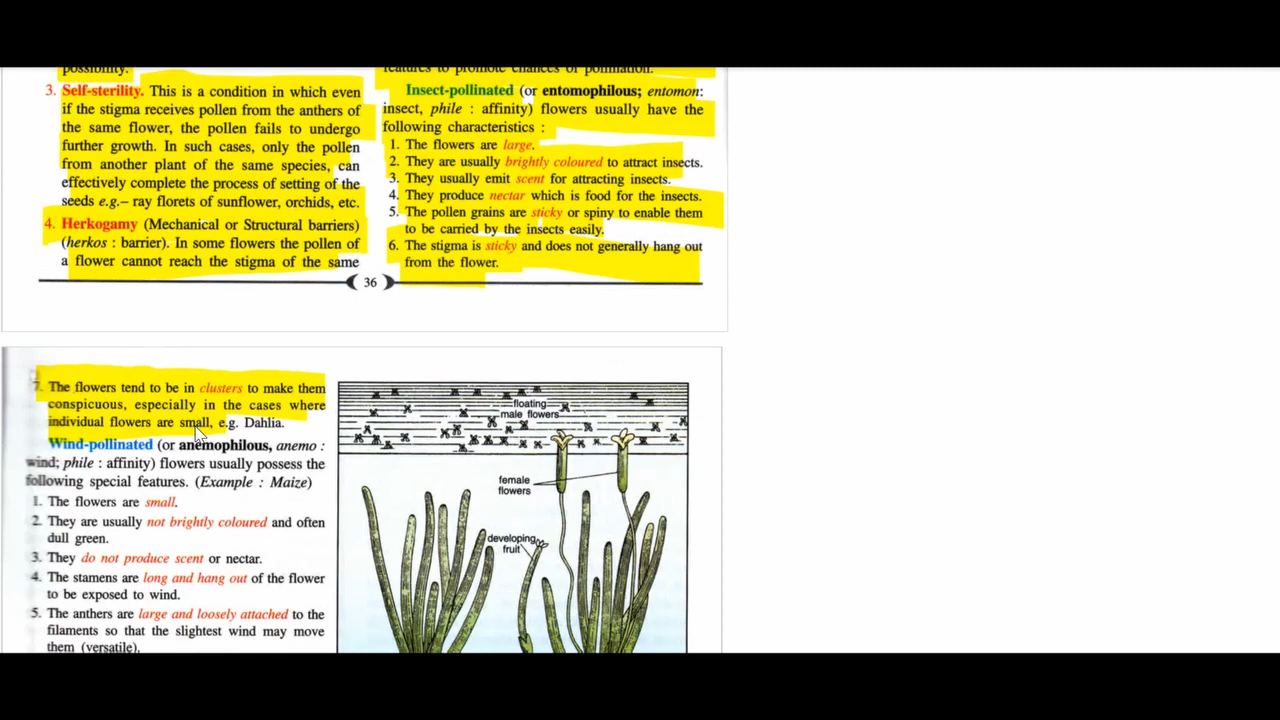 possibility.
3. Self-sterility. This is a condition in which even
if the stigma receives pollen from the anthers of
the same flower, the pollen fails to undergo
further growth. In such cases, only the pollen
from another plant of the same species, can
effectively complete the process of setting of the
seeds e.g.– ray florets of sunflower, orchids, etc.
4. Herkogamy (Mechanical or Structural barriers)
(herkos : barrier). In some flowers the pollen of
a flower cannot reach the stigma of the same
features to promote chances of pollination.
Insect-pollinated (or entomophilous; entomon:
insect, phile : affinity) flowers usually have the
following characteristics :
1. The flowers are large.
2. They are usually brightly coloured to attract insects.
3. They usually emit scent for attracting insects.
4. They produce nectar which is food for the insects.
5. The pollen grains are sticky or spiny to enable them
to be carried by the insects easily.
6. The stigma is sticky and does not generally hang out
from the flower.
36
7. The flowers tend to be in clusters to make them
conspicuous, especially in the cases where
individual flowers are small, e.g. Dahlia.
Wind-pollinated (or anemophilous, anemo :
wind; phile : affinity) flowers usually possess the
following special features. (Example : Maize)
1. The flowers are small.
2. They are usually not brightly coloured and often
dull green.
3. They do not produce scent or nectar.
4. The stamens are long and hang out of the flower
to be exposed to wind.
5. The anthers are large and loosely attached to the
filaments so that the slightest wind may move
them (versatile).
floating
male flowers
female
flowers
developing
fruit